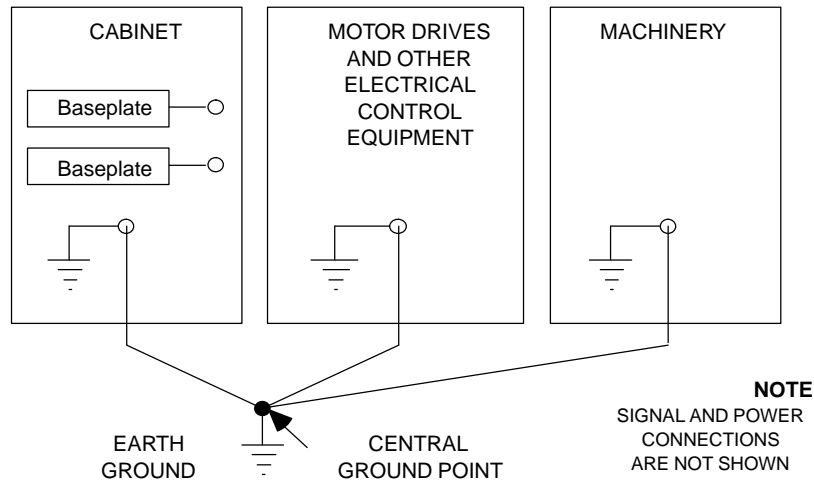 CABINET
Baseplate
Baseplate
MOTOR DRIVES
AND OTHER
ELECTRICAL
CONTROL
EQUIPMENT
MACHINERY
EARTH
GROUND
CENTRAL
GROUND POINT
NOTE
SIGNAL AND POWER
CONNECTIONS
ARE NOT SHOWN